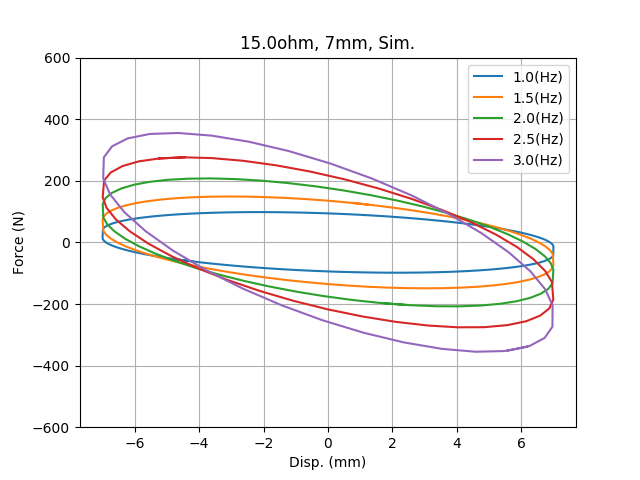 15.0ohm, 7mm, Sim.
1.0(Hz)
1.5(Hz)
2.0(Hz)
2.5(Hz)
3.0(Hz)
600
400
200
0
−200
−400
−600
Force (N)
−6 −4 −2 0 2 4 6
Disp. (mm)